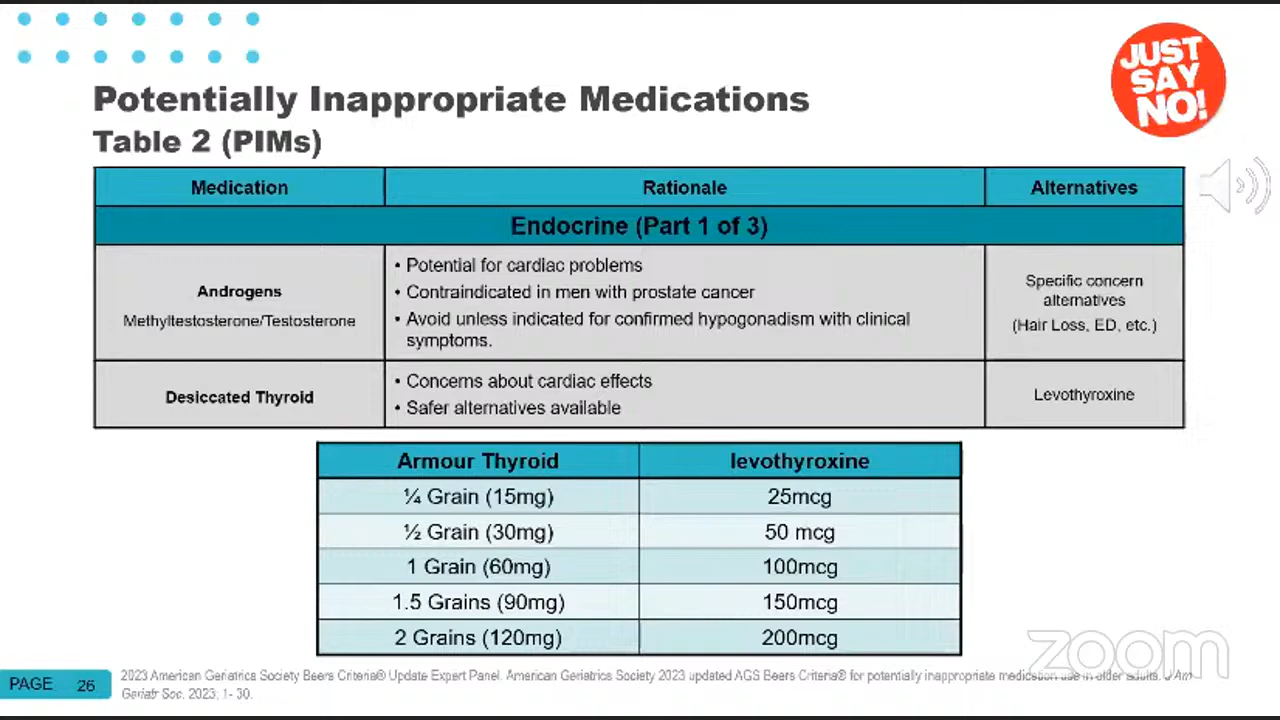 JUST
SAY
NO!
Potentially Inappropriate Medications
Table 2 (PIMs)
Medication Rationale Alternatives
Endocrine (Part 1 of 3)
Androgens
Methyltestosterone/Testosterone
• Potential for cardiac problems
• Contraindicated in men with prostate cancer
• Avoid unless indicated for confirmed hypogonadism with clinical
symptoms.
Specific concern
alternatives
(Hair Loss, ED, etc.)
Desiccated Thyroid
• Concerns about cardiac effects
• Safer alternatives available
Levothyroxine
Armour Thyroid levothyroxine
¼ Grain (15mg) 25mcg
½ Grain (30mg) 50 mcg
1 Grain (60mg) 100mcg
1.5 Grains (90mg) 150mcg
2 Grains (120mg) 200mcg
zoom
PAGE 26
2023 American Geriatrics Society Beers Criteria® Update Expert Panel. American Geriatrics Society 2023 updated AGS Beers Criteria® for potentially inappropriate medication use in older adults. J Am
Geriatr Soc. 2023; 1- 30.